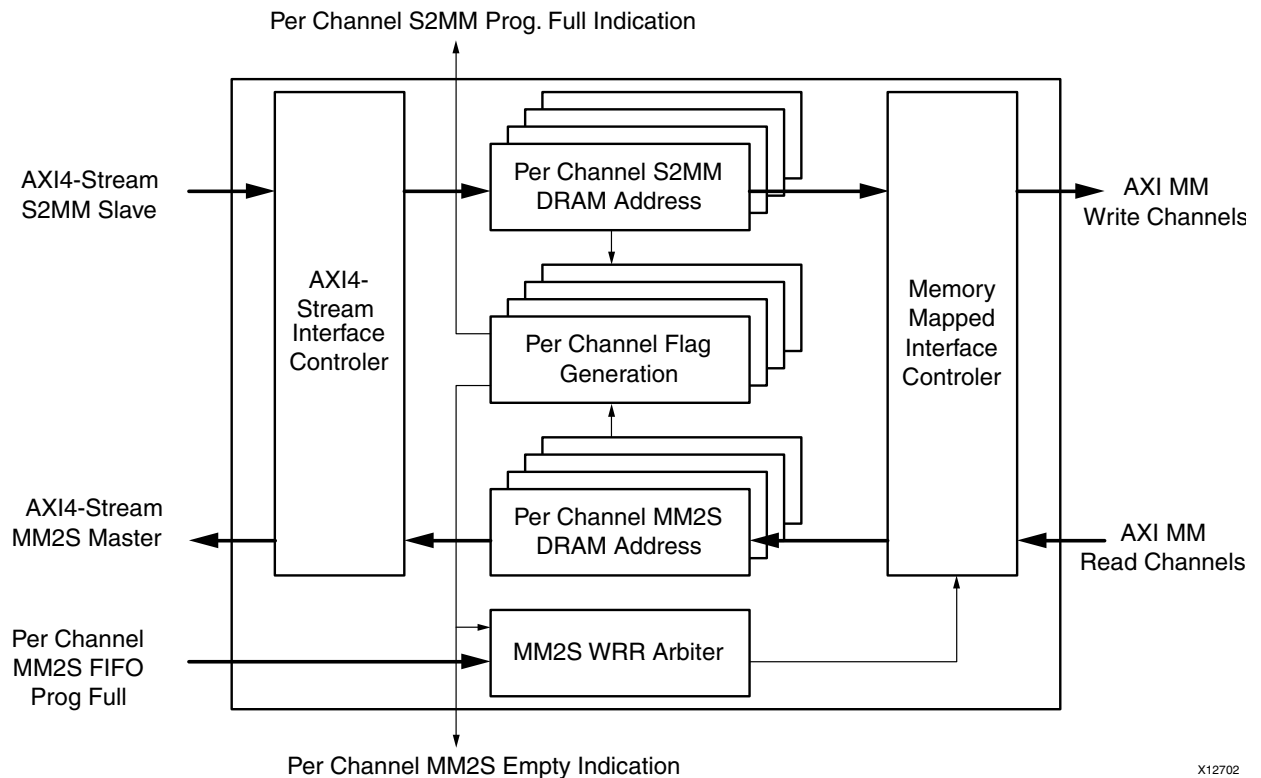 Per Channel S2MM Prog. Full Indication
AXI4-Stream
S2MM Slave
Per Channel S2MM
DRAM Address
AXI MM
Write Channels
AXI4-
Stream
Interface
Controler
Per Channel Flag
Generation
Memory
Mapped
Interface
Controler
AXI4-Stream
MM2S Master
Per Channel MM2S
DRAM Address
AXI MM
Read Channels
Per Channel
MM2S FIFO
Prog Full
MM2S WRR Arbiter
Per Channel MM2S Empty Indication
X12702